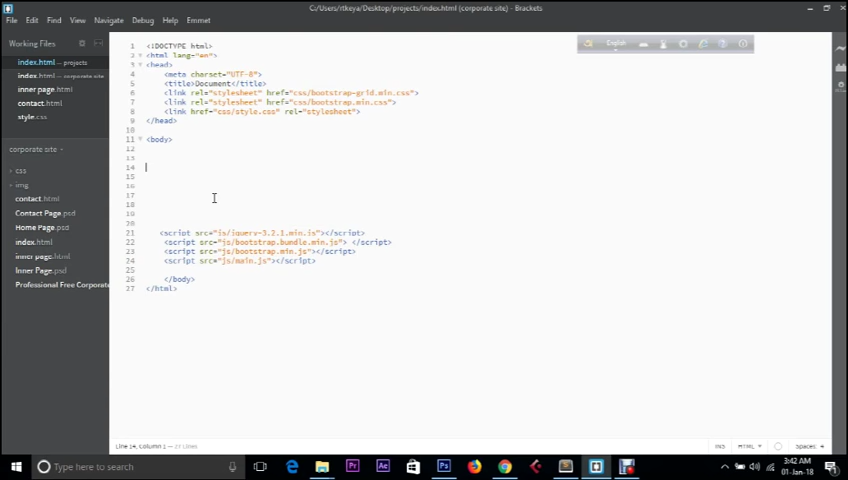 C:/Users/rtkeya/Desktop/projects/index.html (corporate site) - Brackets
File Edit Find View Navigate Debug Help Emmet
Working Files
index.html — projects
index.html — corporate site
inner page.html
contact.html
style.css
corporate site
css
img
contact.html
Contact Page.psd
Home Page.psd
index.html
inner page.html
Inner Page.psd
Professional Free Corporate
English
1 <!DOCTYPE html>
2 <html lang="en">
3 <head>
4 <meta charset="UTF-8">
5 <title>Document</title>
6 <link rel="stylesheet" href="css/bootstrap-grid.min.css">
7 <link rel="stylesheet" href="css/bootstrap.min.css">
8 <link href="css/style.css" rel="stylesheet">
9 </head>
10
11 <body>
12
13
14
15
16
17
18
19
20
21 <script src="js/jquery-3.2.1.min.js"></script>
22 <script src="js/bootstrap.bundle.min.js"> </script>
23 <script src="js/bootstrap.min.js"></script>
24 <script src="js/main.js"></script>
25
26 </body>
27 </html>
Line 14, Column 1 — 27 Lines
INS HTML Spaces: 4
Type here to search
Pr Ae Ps
3:42 AM
01-Jan-18